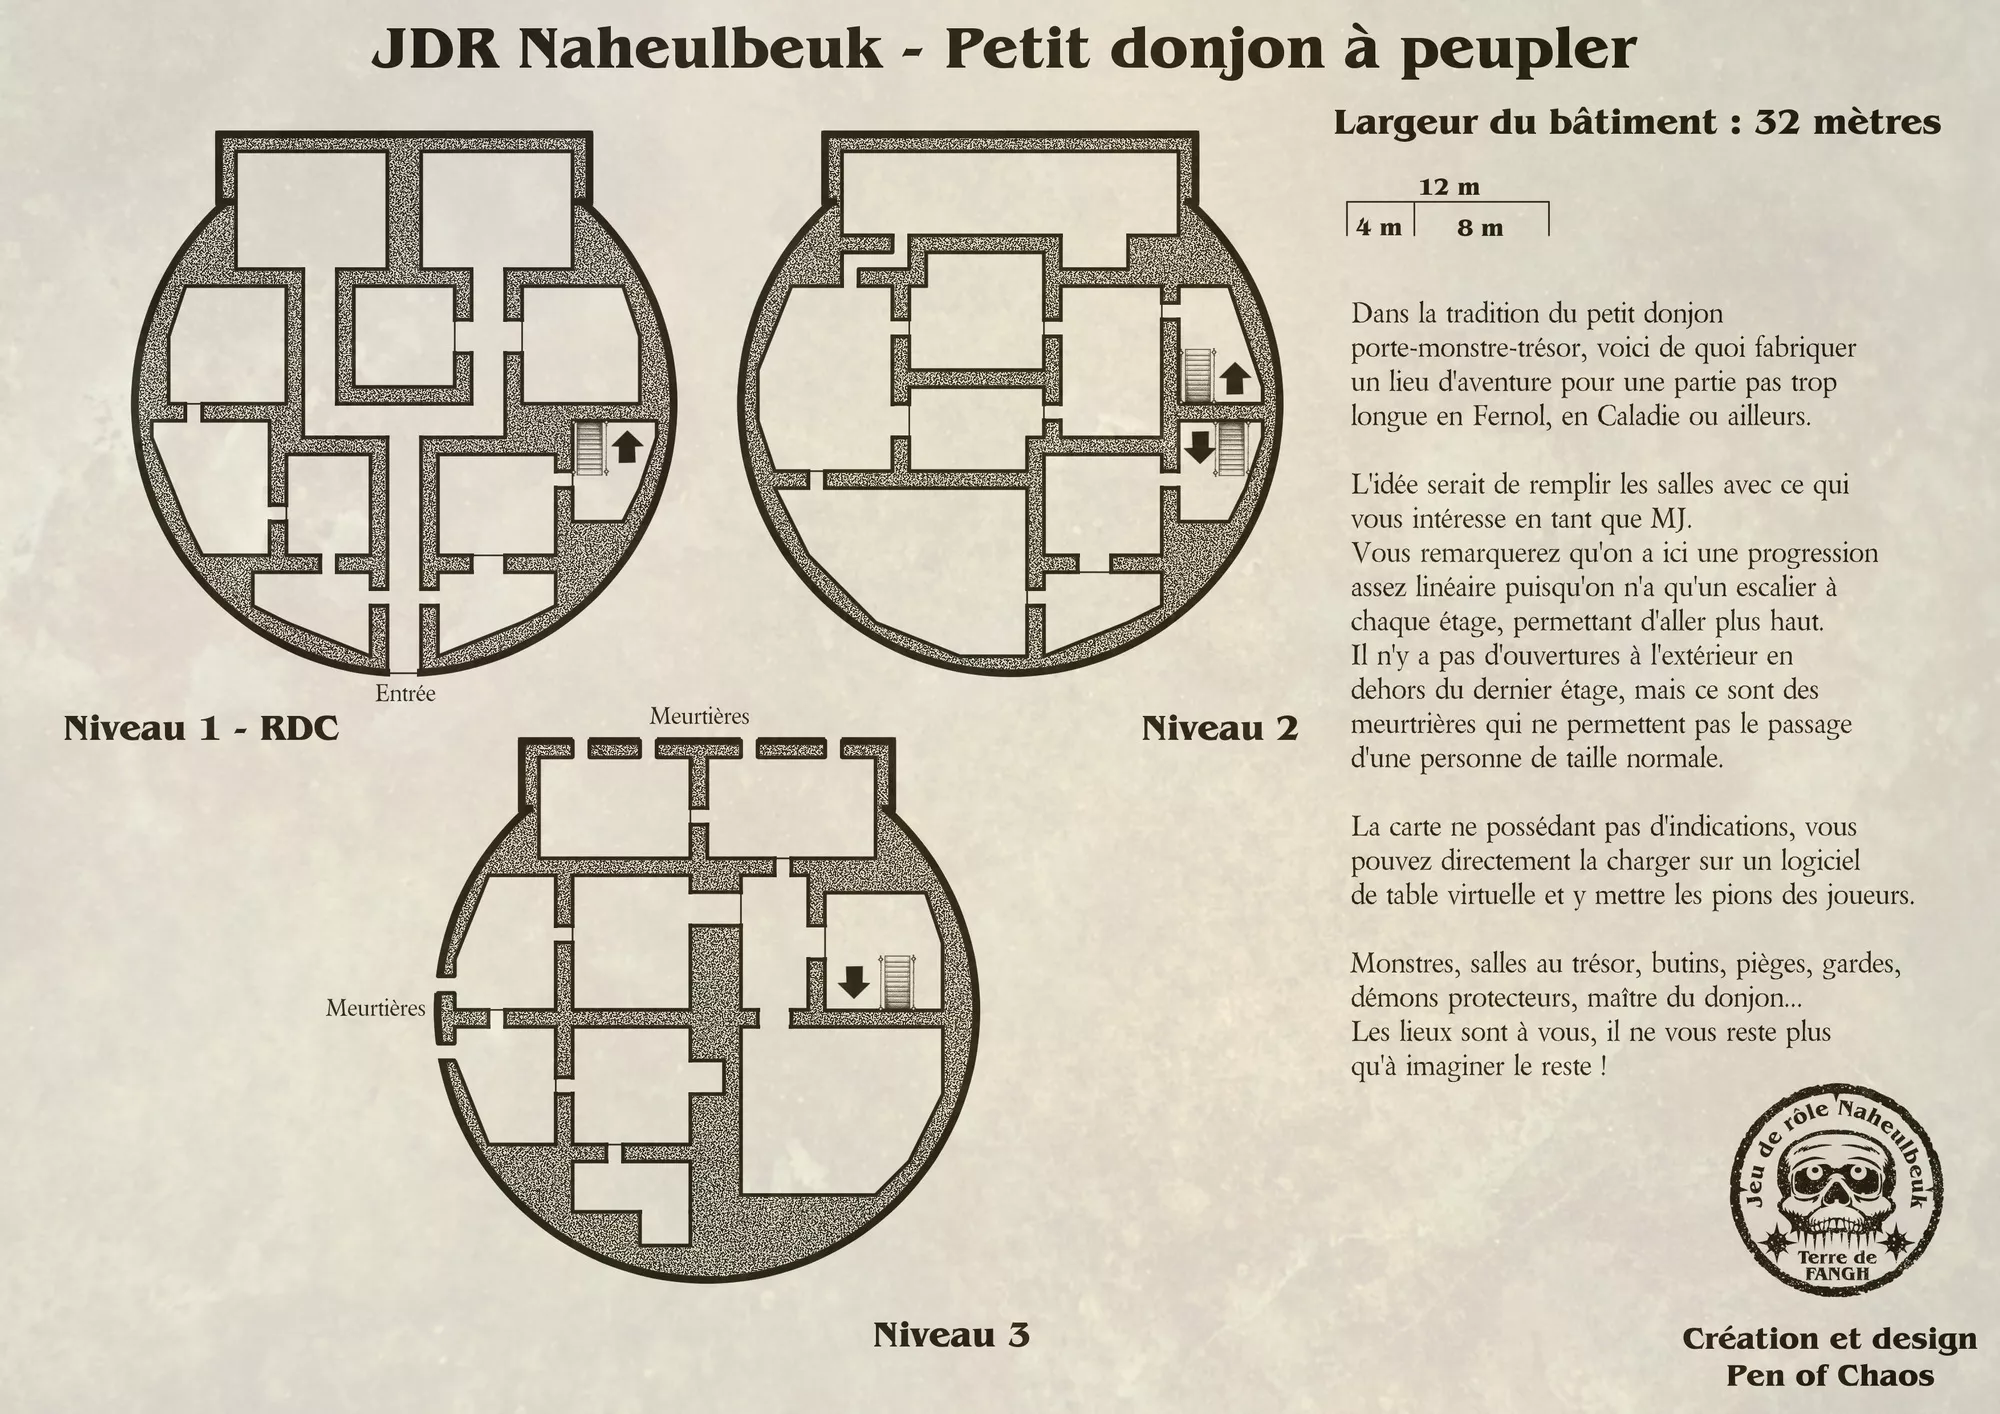 JDR Naheulbeuk - Petit donjon à peupler
Largeur du bâtiment : 32 mètres
12 m
4 m
8 m
Entrée
Niveau 1 - RDC
Niveau 2
Meurtières
Meurtières
Niveau 3
Dans la tradition du petit donjon
porte-monstre-trésor, voici de quoi fabriquer
un lieu d'aventure pour une partie pas trop
longue en Fernol, en Caladie ou ailleurs.
L'idée serait de remplir les salles avec ce qui
vous intéresse en tant que MJ.
Vous remarquerez qu'on a ici une progression
assez linéaire puisqu'on n'a qu'un escalier à
chaque étage, permettant d'aller plus haut.
Il n'y a pas d'ouvertures à l'extérieur en
dehors du dernier étage, mais ce sont des
meurtrières qui ne permettent pas le passage
d'une personne de taille normale.
La carte ne possédant pas d'indications, vous
pouvez directement la charger sur un logiciel
de table virtuelle et y mettre les pions des joueurs.
Monstres, salles au trésor, butins, pièges, gardes,
démons protecteurs, maître du donjon...
Les lieux sont à vous, il ne vous reste plus
qu'à imaginer le reste !
Jeu de rôle Naheulbeuk
Terre de
FANGH
Création et design
Pen of Chaos